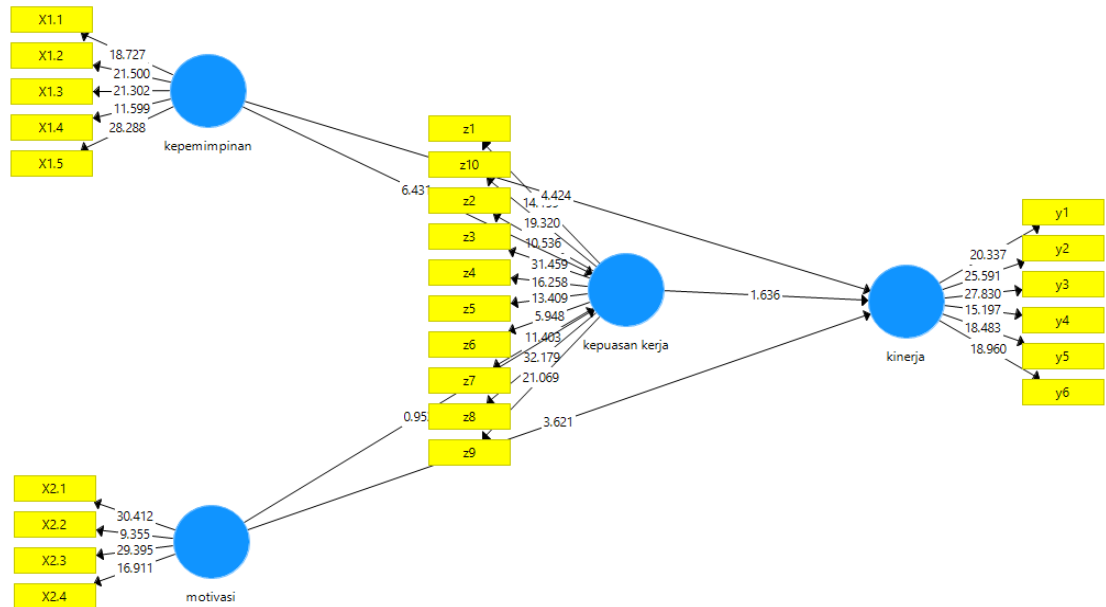 X1.1
X1.2
X1.3
X1.4
X1.5
18.727
21.500
21.302
11.599
28.288
kepemimpinan
z1
z10
z2
z3
z4
z5
z6
z7
z8
z9
4.424
19.320
10.536
31.459
16.258
13.409
5.948
11.403
32.179
21.069
kepuasan kerja
1.636
3.621
y1
y2
y3
y4
y5
y6
20.337
25.591
27.830
15.197
18.483
18.960
kinerja
X2.1
X2.2
X2.3
X2.4
30.412
9.355
29.395
16.911
motivasi